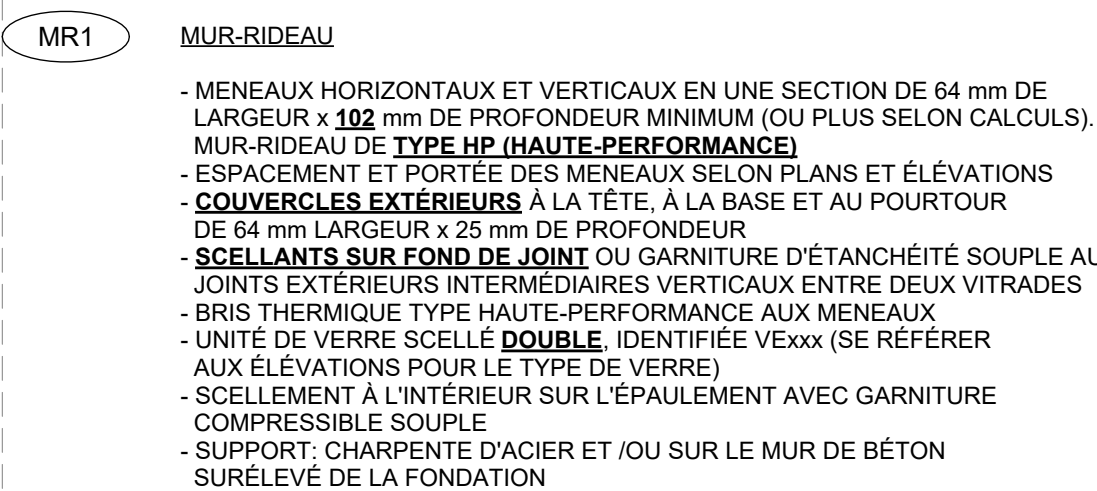 MR1 MUR-RIDEAU
- MENEAUX HORIZONTAUX ET VERTICAUX EN UNE SECTION DE 64 mm DE
LARGEUR x 102 mm DE PROFONDEUR MINIMUM (OU PLUS SELON CALCULS).
MUR-RIDEAU DE TYPE HP (HAUTE-PERFORMANCE)
- ESPACEMENT ET PORTÉE DES MENEAUX SELON PLANS ET ÉLÉVATIONS
- COUVERCLES EXTÉRIEURS À LA TÊTE, À LA BASE ET AU POURTOUR
DE 64 mm LARGEUR x 25 mm DE PROFONDEUR
- SCELLANTS SUR FOND DE JOINT OU GARNITURE D'ÉTANCHÉITÉ SOUPLE AU
JOINTS EXTÉRIEURS INTERMÉDIAIRES VERTICAUX ENTRE DEUX VITRADES
- BRIS THERMIQUE TYPE HAUTE-PERFORMANCE AUX MENEAUX
- UNITÉ DE VERRE SCELLÉ DOUBLE, IDENTIFIÉE VExxx (SE RÉFÉRER
AUX ÉLÉVATIONS POUR LE TYPE DE VERRE)
- SCELLEMENT À L'INTÉRIEUR SUR L'ÉPAULEMENT AVEC GARNITURE
COMPRESSIBLE SOUPLE
- SUPPORT: CHARPENTE D'ACIER ET /OU SUR LE MUR DE BÉTON
SURÉLEVÉ DE LA FONDATION